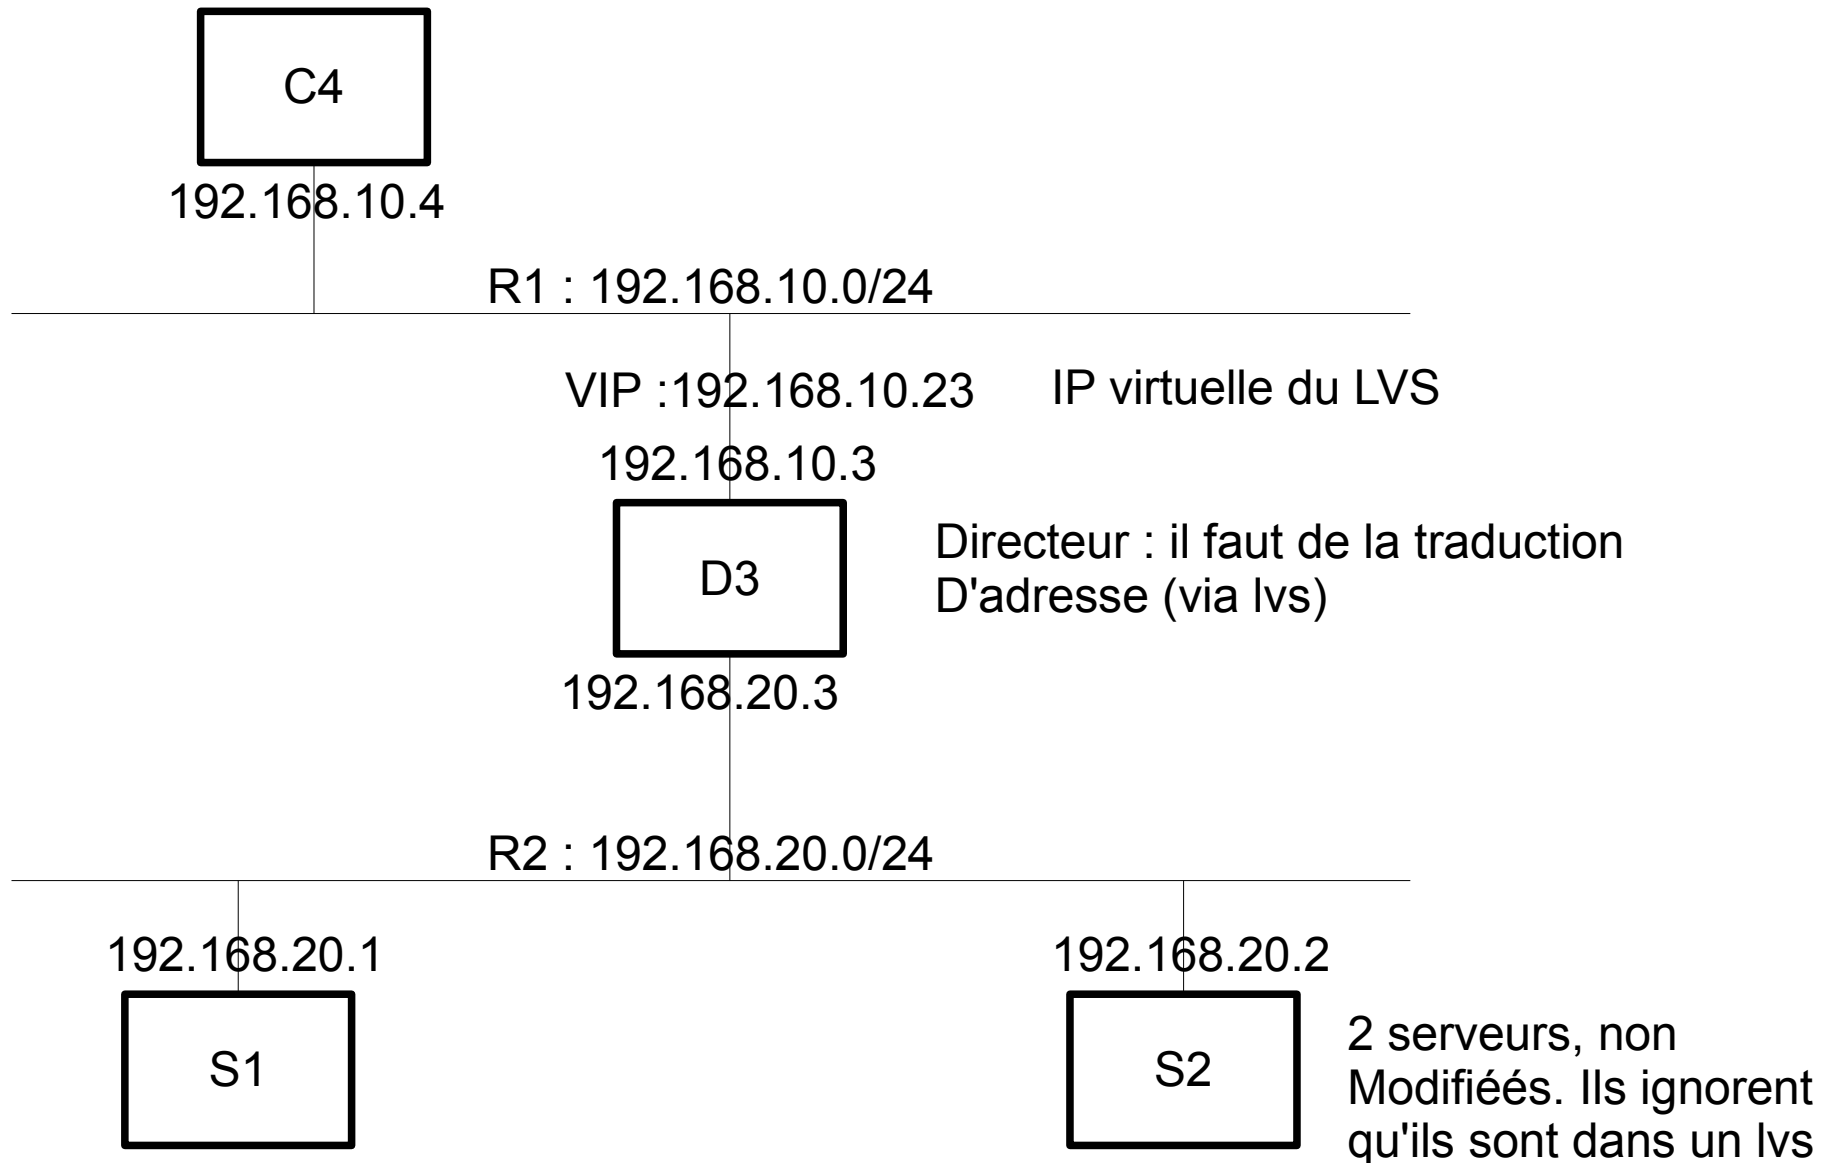 C4
192.168.10.4
R1 : 192.168.10.0/24
VIP :192.168.10.23
IP virtuelle du LVS
192.168.10.3
D3
Directeur : il faut de la traduction
D'adresse (via lvs)
192.168.20.3
R2 : 192.168.20.0/24
192.168.20.1
192.168.20.2
S1
S2
2 serveurs, non
Modifiéés. Ils ignorent
qu'ils sont dans un lvs